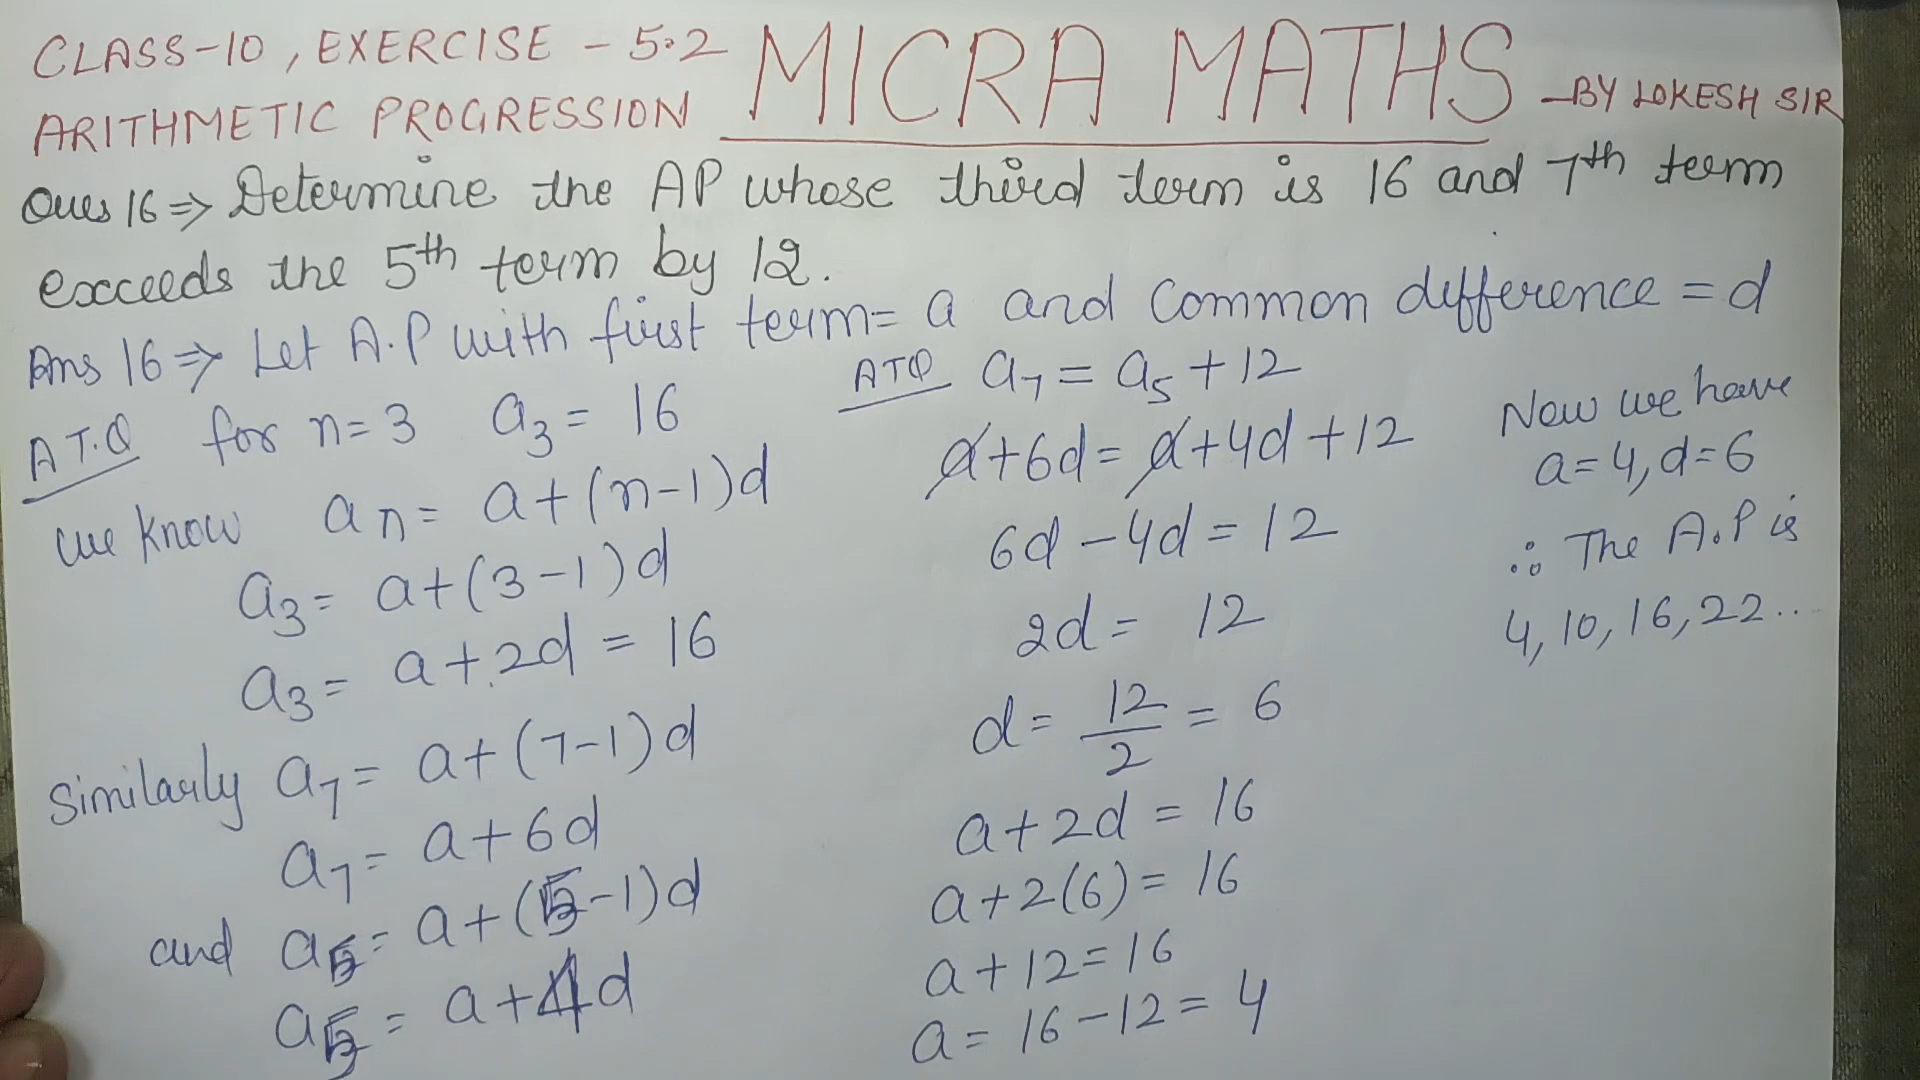 CLASS-10, EXERCISE - 5.2
ARITHMETIC PROGRESSION
MICRA MATHS
-BY LOKESH SIR
Ques 16 => Determine the AP whose third term is 16 and 7th term
exceeds the 5th term by 12.
Ans 16 => Let A.P with first term = a and Common difference = d
A T.Q for n=3 a₃ = 16
we know an = a+(n-1)d
a₃ = a+(3-1)d
a₃ = a+2d = 16
Similarly a₇ = a+(7-1)d
a₇ = a+6d
and a₅ = a+(5-1)d
a₅ = a+4d
ATQ a₇ = a₅ +12
a+6d = a+4d +12
6d - 4d = 12
2d = 12
d = 12/2 = 6
a+2d = 16
a+2(6) = 16
a+12 = 16
a = 16-12 = 4
Now we have
a=4, d=6
∴ The A.P is
4, 10, 16, 22...